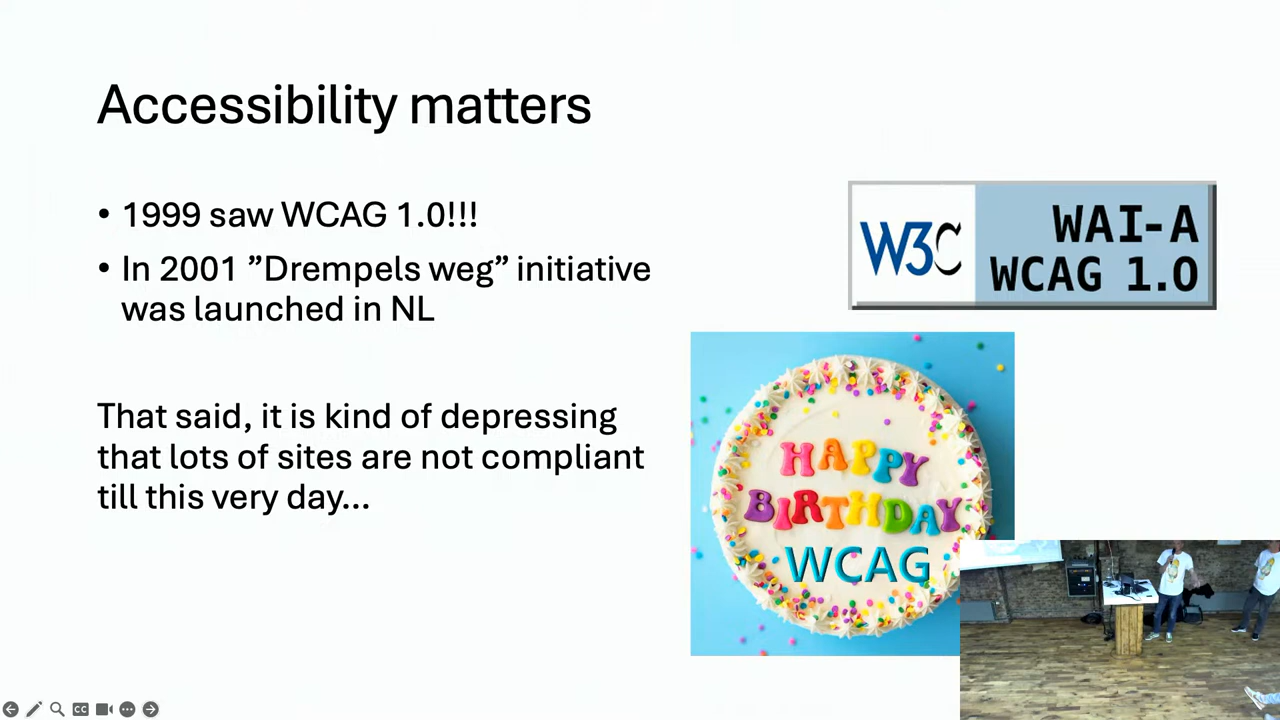 Accessibility matters
• 1999 saw WCAG 1.0!!!
• In 2001 ”Drempels weg” initiative
was launched in NL
That said, it is kind of depressing
that lots of sites are not compliant
till this very day...
W3C WAI-A
WCAG 1.0
HAPPY
BIRTHDAY
WCAG
CC